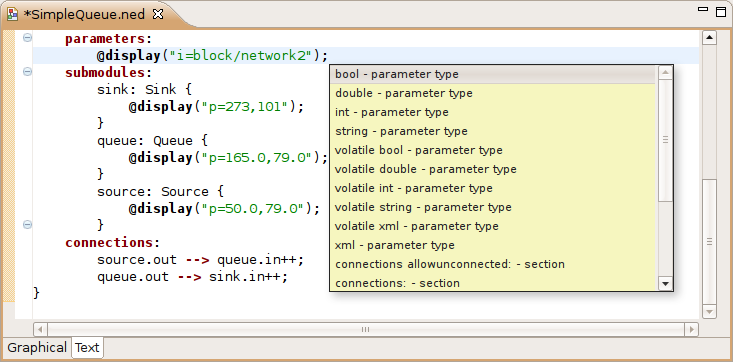 *SimpleQueue.ned
parameters:
@display("i=block/network2");
submodules:
sink: Sink {
@display("p=273,101");
}
queue: Queue {
@display("p=165.0,79.0");
}
source: Source {
@display("p=50.0,79.0");
}
connections:
source.out --> queue.in++;
queue.out --> sink.in++;
}
bool - parameter type
double - parameter type
int - parameter type
string - parameter type
volatile bool - parameter type
volatile double - parameter type
volatile int - parameter type
volatile string - parameter type
volatile xml - parameter type
xml - parameter type
connections allowunconnected: - section
connections: - section
Graphical Text